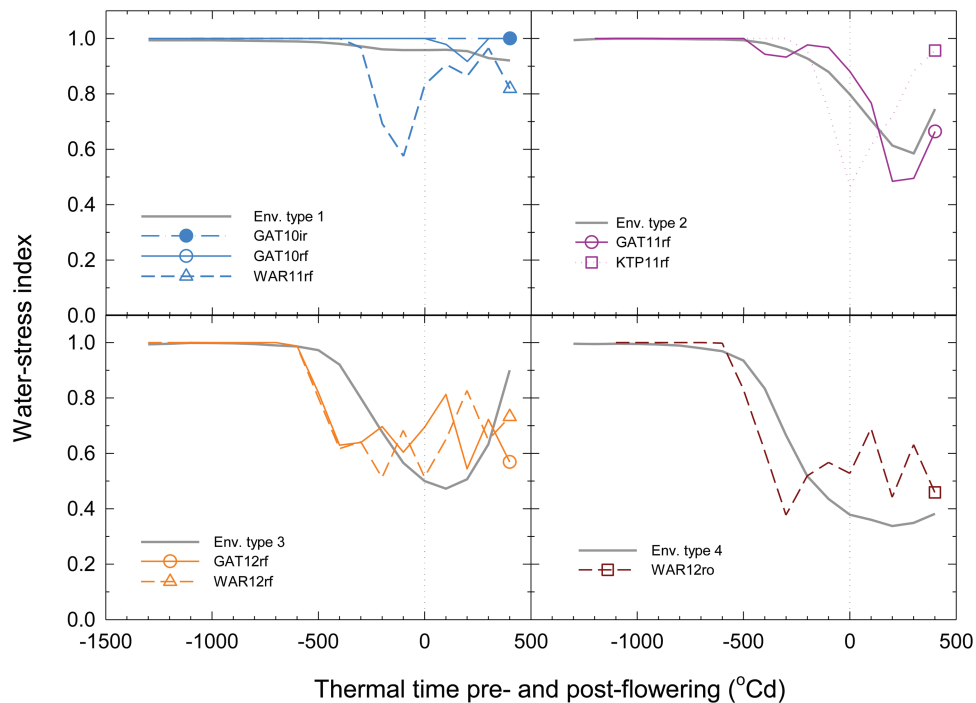 1.0
0.8
0.6
0.4
0.2
0.0
Env. type 1
GAT10ir
GAT10rf
WAR11rf
Env. type 2
GAT11rf
KTP11rf
1.0
0.8
0.6
0.4
0.2
0.0
Env. type 3
GAT12rf
WAR12rf
Env. type 4
WAR12ro
-1500 -1000 -500 0 500 -1000 -500 0 500
Water-stress index
Thermal time pre- and post-flowering (°Cd)